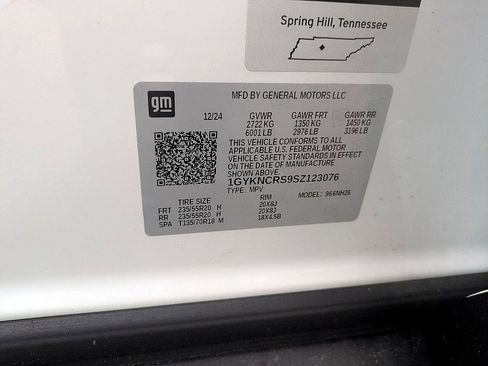 Spring Hill, Tennessee
gm
MFD BY GENERAL MOTORS LLC
12/24 GVWR GAWR FRT GAWR RR
2722 KG 1350 KG 1450 KG
6001 LB 2976 LB 3196 LB
THIS VEHICLE CONFORMS TO ALL
APPLICABLE U.S. FEDERAL MOTOR
VEHICLE SAFETY STANDARDS IN
EFFECT ON THE DATE OF MANUFACTURE
SHOWN ABOVE.
1GYKNCRS9SZ123076
TYPE: MPV MODEL: 966NH26
TIRE SIZE RIM
FRT 235/55R20 H 20X8J
RR 235/55R20 H 20X8J
SPA T135/70R18 M 18X4.5B